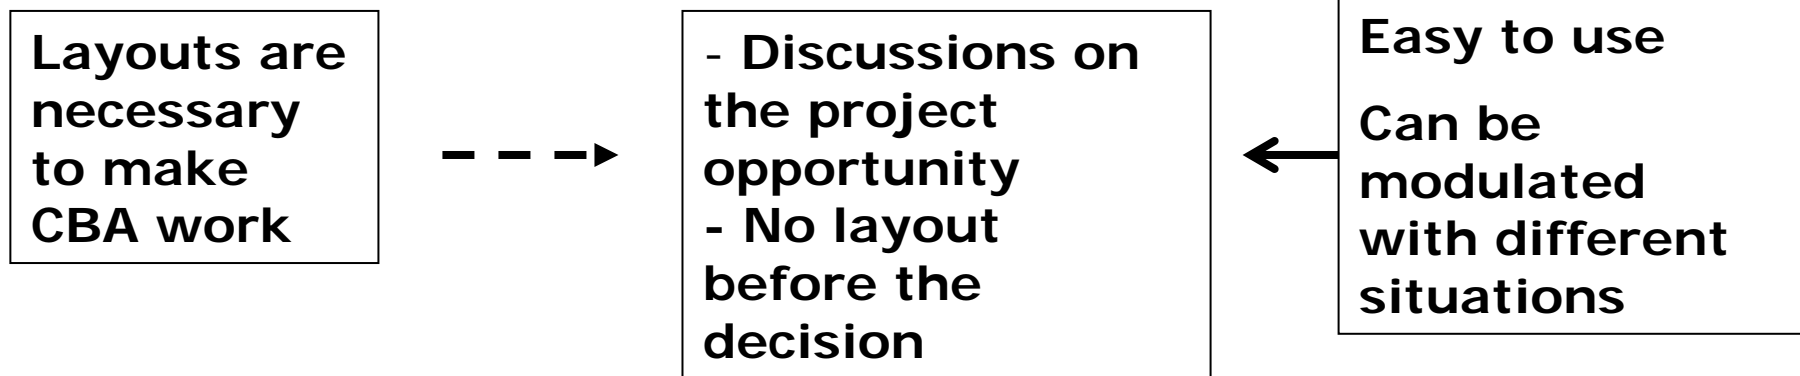 Layouts are
necessary
to make
CBA work
- Discussions on
the project
opportunity
- No layout
before the
decision
Easy to use
Can be
modulated
with different
situations